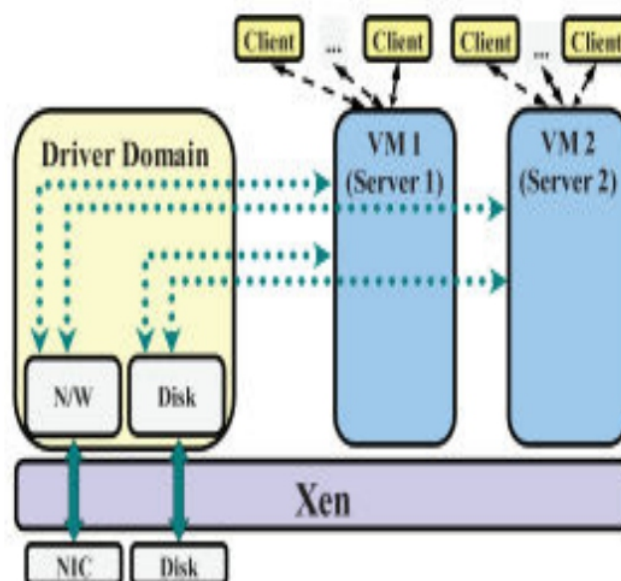 Client ... Client Client ... Client
Driver Domain
VM 1
(Server 1)
VM 2
(Server 2)
N/W
Disk
Xen
NIC
Disk